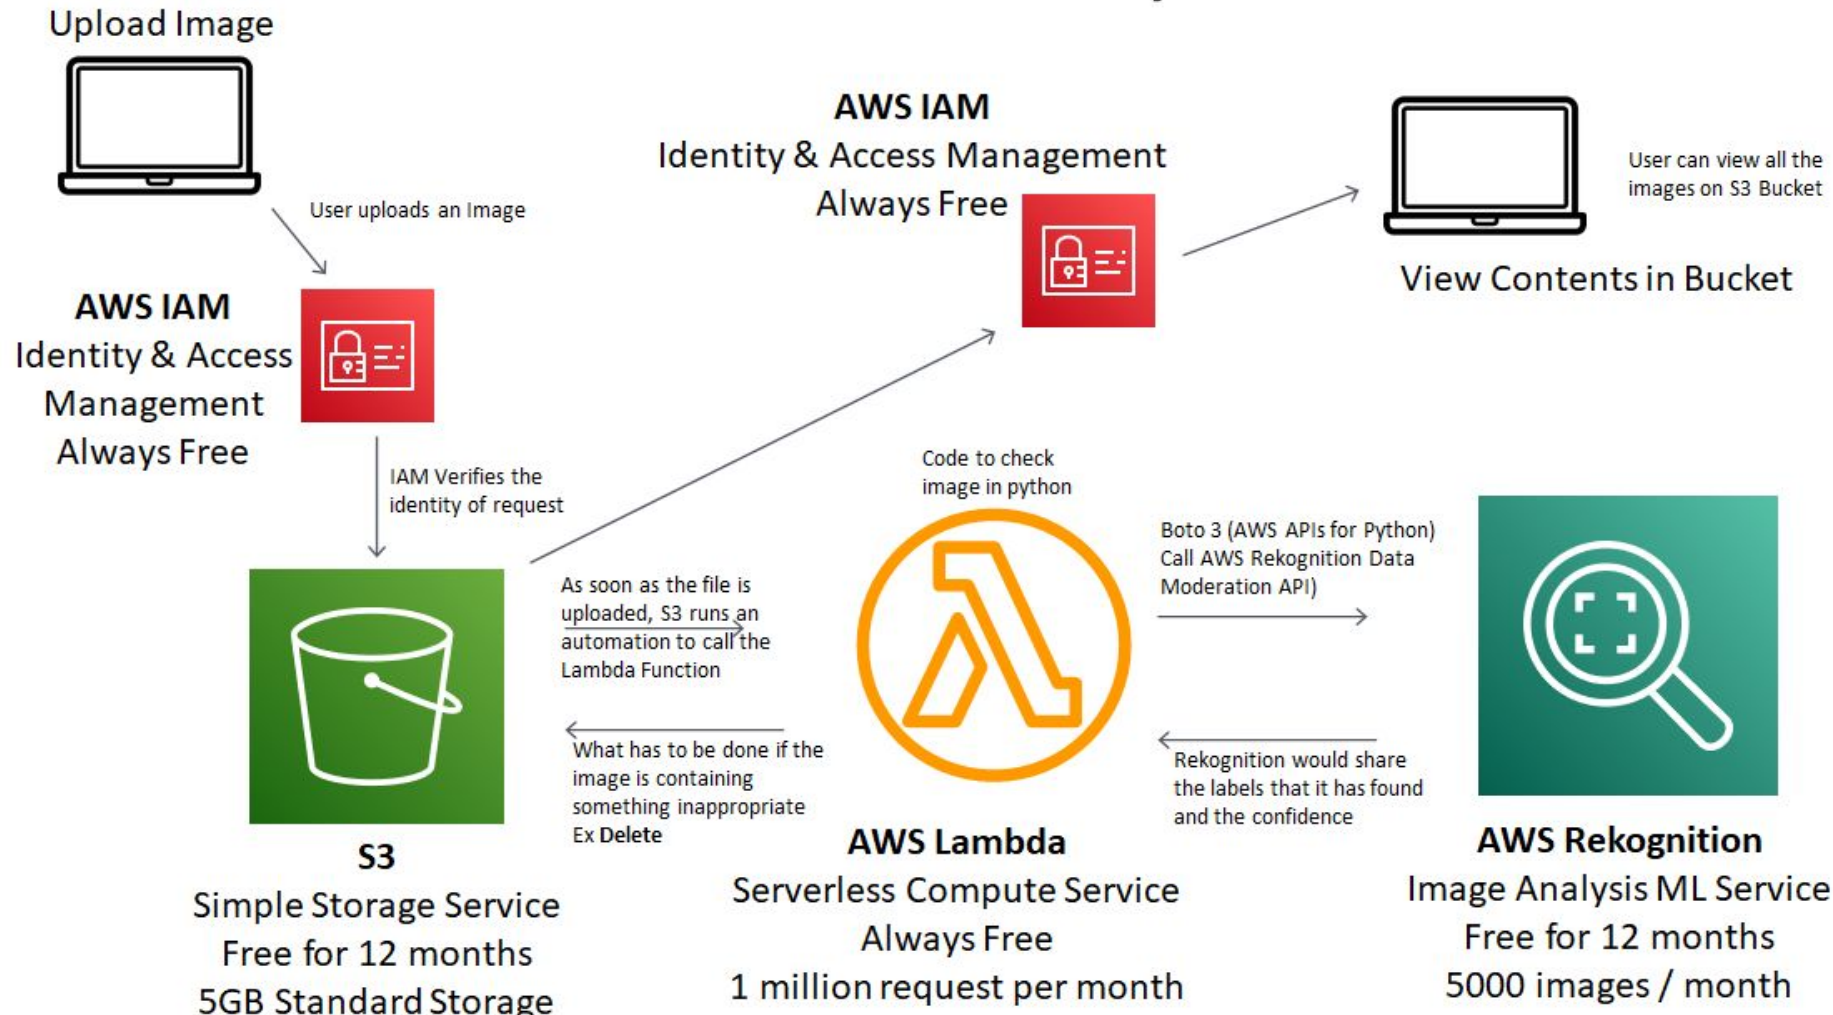 Upload Image
User uploads an Image
AWS IAM
Identity & Access
Management
Always Free
IAM Verifies the
identity of request
AWS IAM
Identity & Access Management
Always Free
User can view all the
images on S3 Bucket
View Contents in Bucket
As soon as the file is
uploaded, S3 runs an
automation to call the
Lambda Function
What has to be done if the
image is containing
something inappropriate
Ex Delete
Code to check
image in python
Boto 3 (AWS APIs for Python)
Call AWS Rekognition Data
Moderation API)
Rekognition would share
the labels that it has found
and the confidence
S3
Simple Storage Service
Free for 12 months
5GB Standard Storage
AWS Lambda
Serverless Compute Service
Always Free
1 million request per month
AWS Rekognition
Image Analysis ML Service
Free for 12 months
5000 images / month